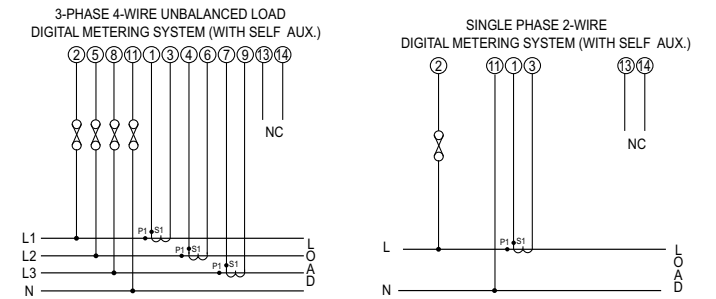 3-PHASE 4-WIRE UNBALANCED LOAD
DIGITAL METERING SYSTEM (WITH SELF AUX.)
2 5 8 11 1 3 4 6 7 9 13 14
NC
P1 S1
L1
P1 S1
L2
P1 S1
L3
N
LOAD
SINGLE PHASE 2-WIRE
DIGITAL METERING SYSTEM (WITH SELF AUX.)
2 11 1 3 13 14
NC
P1 S1
L
N
LOAD